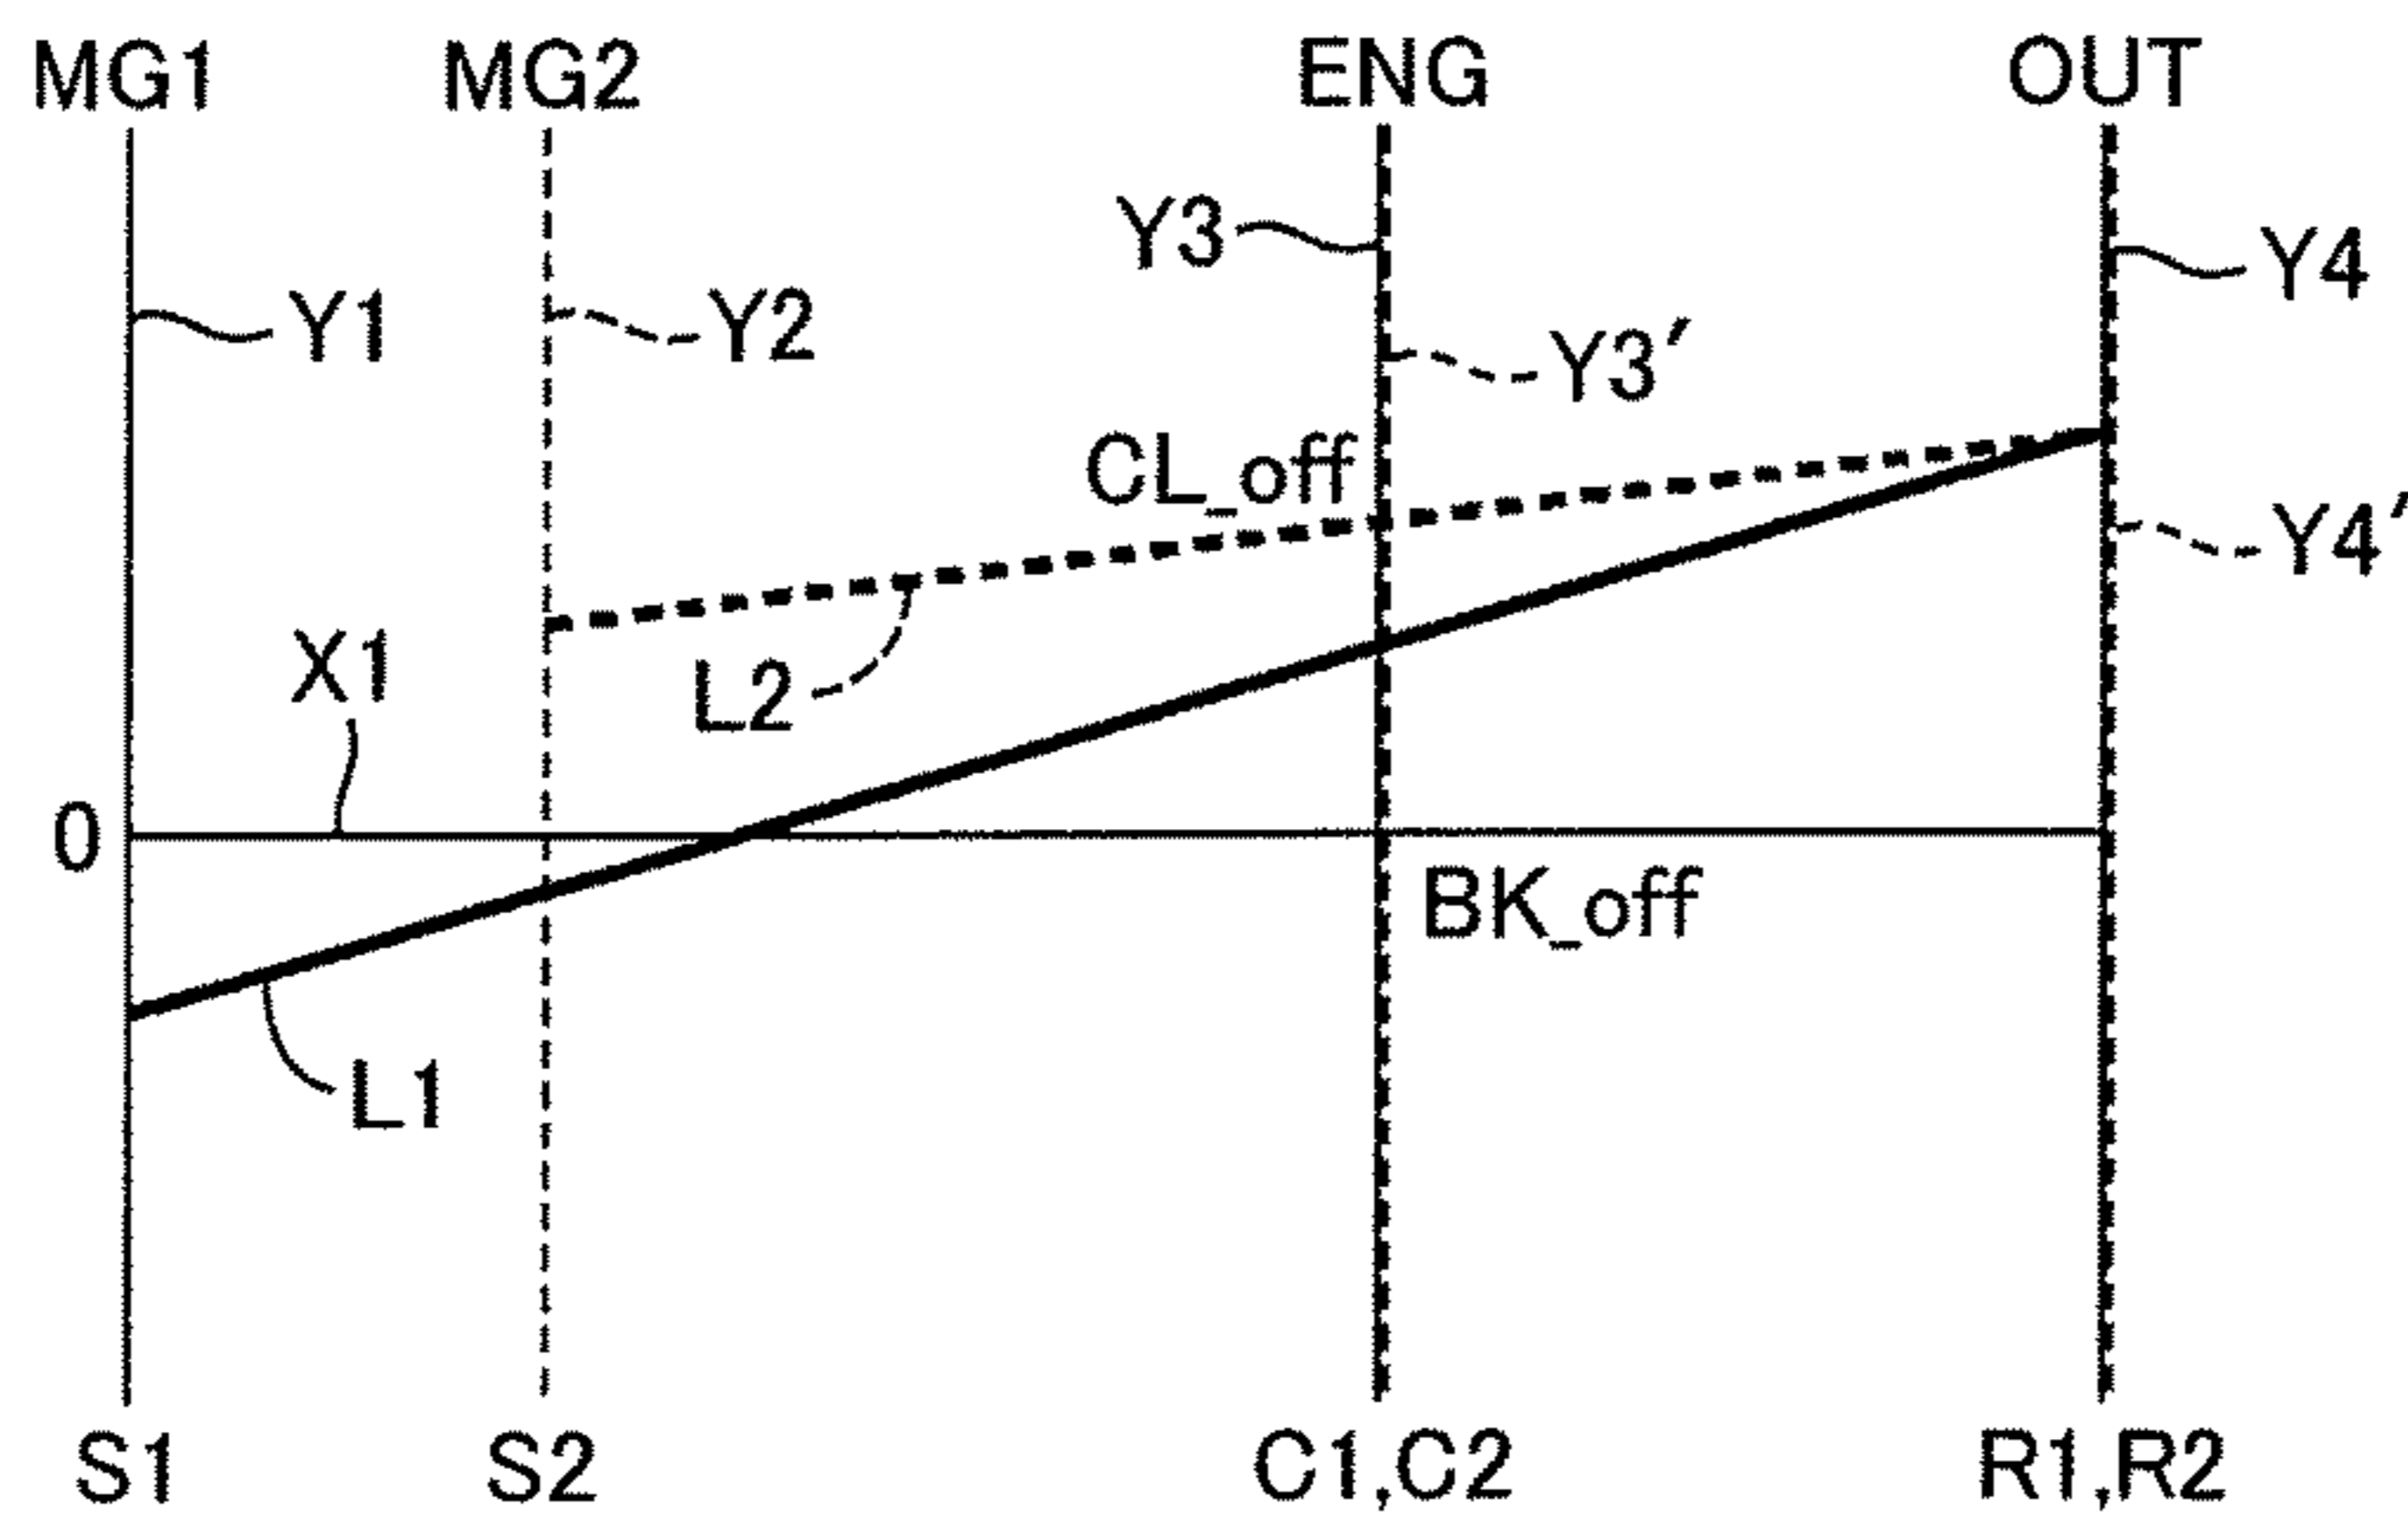 MG1 MG2 ENG OUT
Y3 Y4
Y1 Y2 Y3′
CL_off
Y4′
X1 L2
0
BK_off
L1
S1 S2 C1,C2 R1,R2